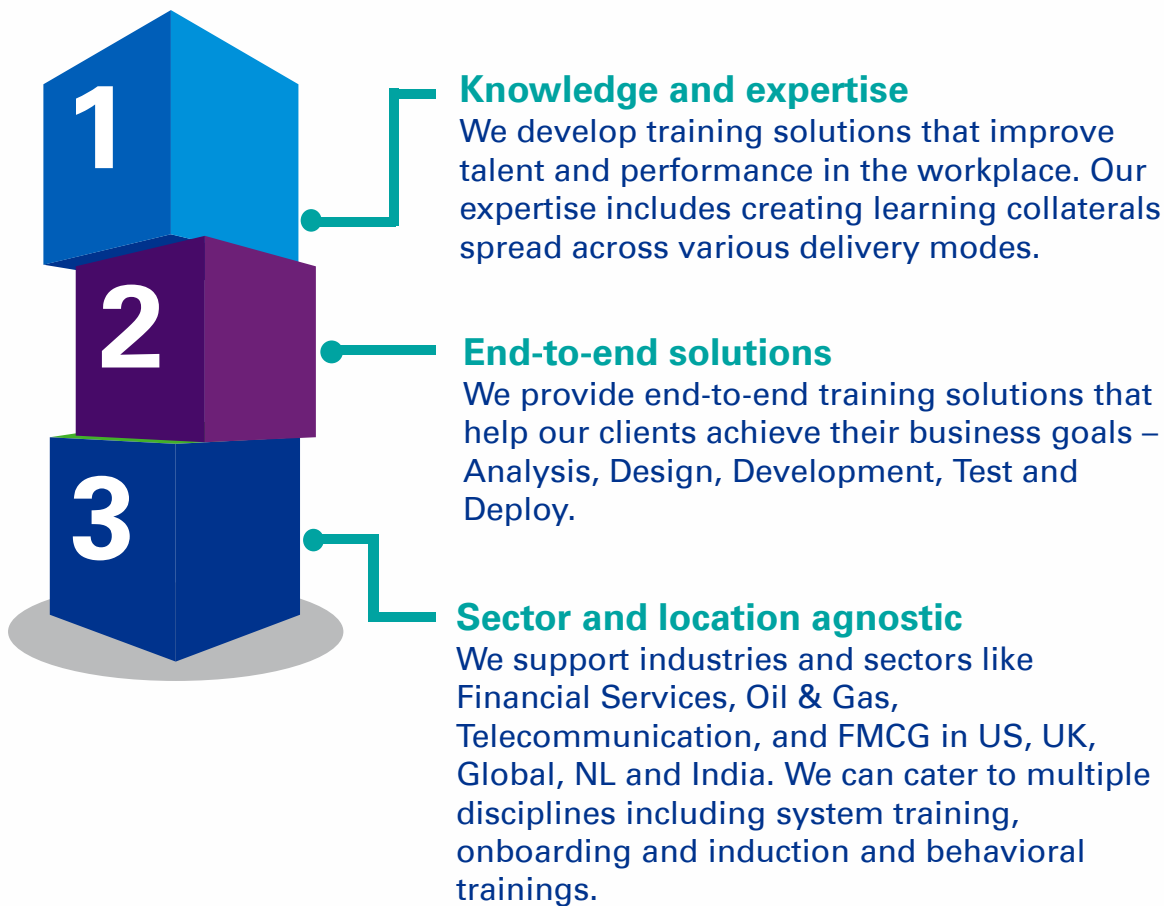 1
Knowledge and expertise
We develop training solutions that improve
talent and performance in the workplace. Our
expertise includes creating learning collaterals
spread across various delivery modes.
2
End-to-end solutions
We provide end-to-end training solutions that
help our clients achieve their business goals –
Analysis, Design, Development, Test and
Deploy.
3
Sector and location agnostic
We support industries and sectors like
Financial Services, Oil & Gas,
Telecommunication, and FMCG in US, UK,
Global, NL and India. We can cater to multiple
disciplines including system training,
onboarding and induction and behavioral
trainings.